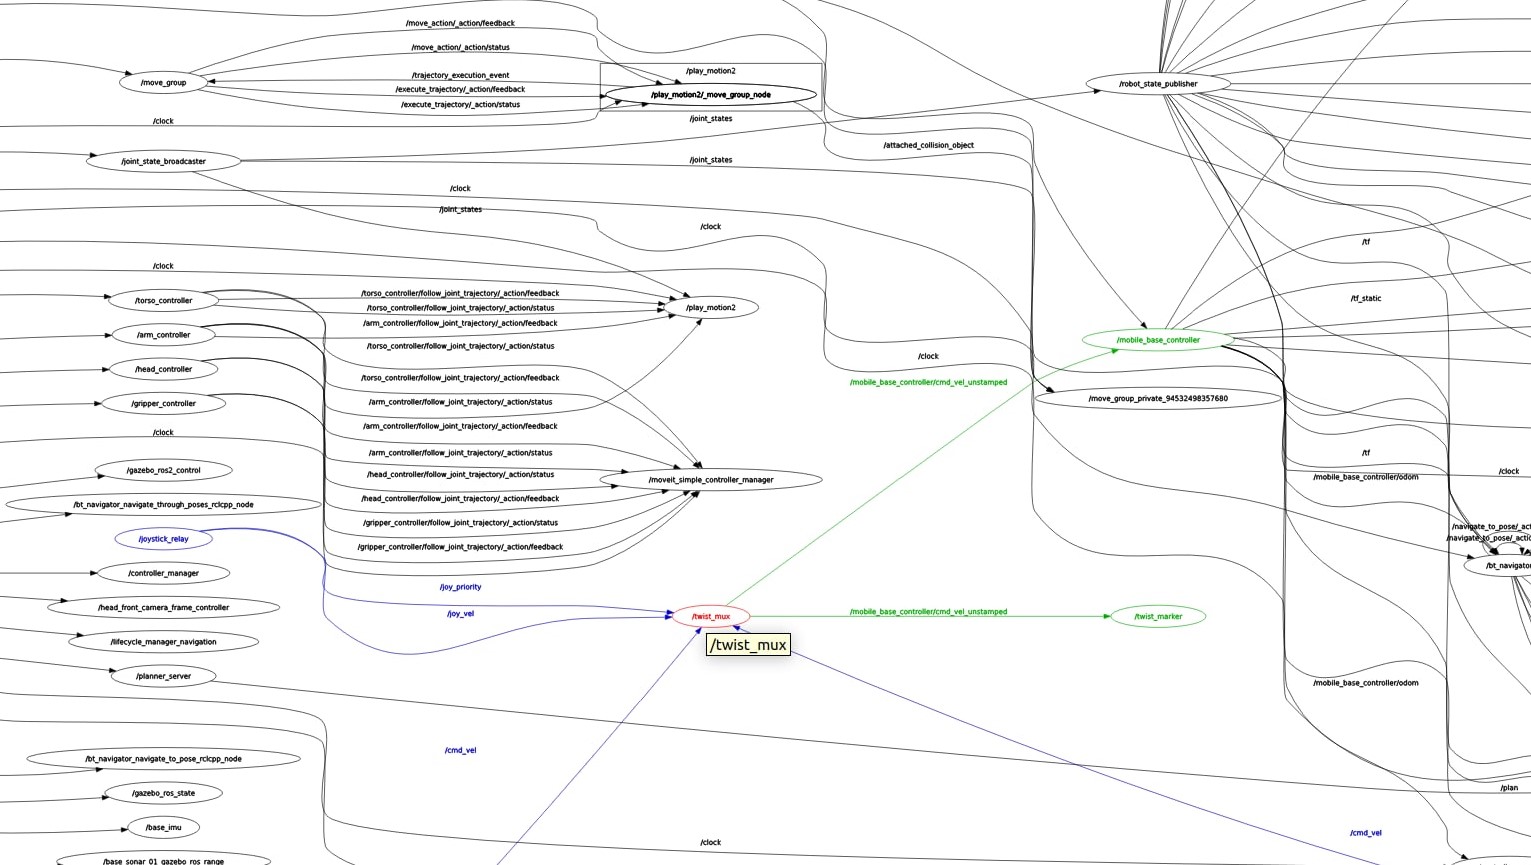 /move_action/_action/feedback
/move_action/_action/status
/play_motion2
/trajectory_execution_event
/move_group
/robot_state_publisher
/execute_trajectory/_action/feedback
/play_motion2/_move_group_node
/execute_trajectory/_action/status
/clock
/joint_states
/attached_collision_object
/joint_state_broadcaster
/joint_states
/clock
/joint_states
/clock
/tf
/clock
/torso_controller/follow_joint_trajectory/_action/feedback
/torso_controller
/tf_static
/torso_controller/follow_joint_trajectory/_action/status
/play_motion2
/arm_controller/follow_joint_trajectory/_action/feedback
/arm_controller
/mobile_base_controller
/torso_controller/follow_joint_trajectory/_action/status
/clock
/head_controller
/torso_controller/follow_joint_trajectory/_action/feedback
/mobile_base_controller/cmd_vel_unstamped
/move_group_private_94532498357680
/gripper_controller
/arm_controller/follow_joint_trajectory/_action/status
/arm_controller/follow_joint_trajectory/_action/feedback
/clock
/arm_controller/follow_joint_trajectory/_action/status
/tf
/gazebo_ros2_control
/clock
/head_controller/follow_joint_trajectory/_action/status
/mobile_base_controller/odom
/moveit_simple_controller_manager
/head_controller/follow_joint_trajectory/_action/feedback
/bt_navigator_navigate_through_poses_rclcpp_node
/gripper_controller/follow_joint_trajectory/_action/status
/navigate_to_pose/_act
/joystick_relay
/navigate_to_pose/_actio
/gripper_controller/follow_joint_trajectory/_action/feedback
/bt_navigator
/controller_manager
/joy_priority
/head_front_camera_frame_controller
/joy_vel
/mobile_base_controller/cmd_vel_unstamped
/twist_mux
/twist_marker
/lifecycle_manager_navigation
/twist_mux
/planner_server
/mobile_base_controller/odom
/cmd_vel
/bt_navigator_navigate_to_pose_rclcpp_node
/plan
/gazebo_ros_state
/base_imu
/cmd_vel
/clock
/base_sonar_01_gazebo_ros_range